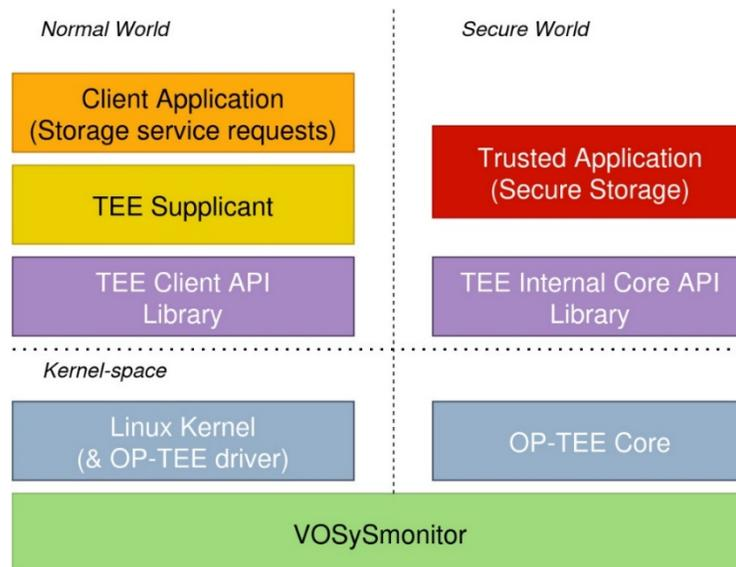 Normal World
Secure World
Client Application
(Storage service requests)
Trusted Application
(Secure Storage)
TEE Supplicant
TEE Client API
Library
TEE Internal Core API
Library
Kernel-space
Linux Kernel
(& OP-TEE driver)
OP-TEE Core
VOSySmonitor